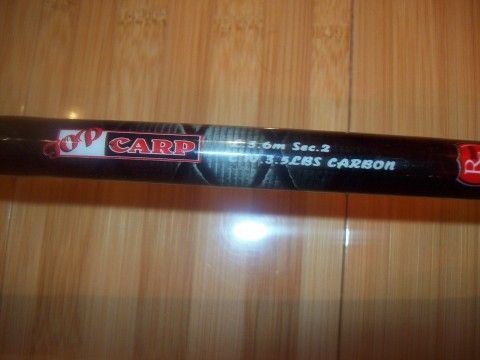 TOP CARP
3.6m Sec.2
3.5LBS CARBON
R